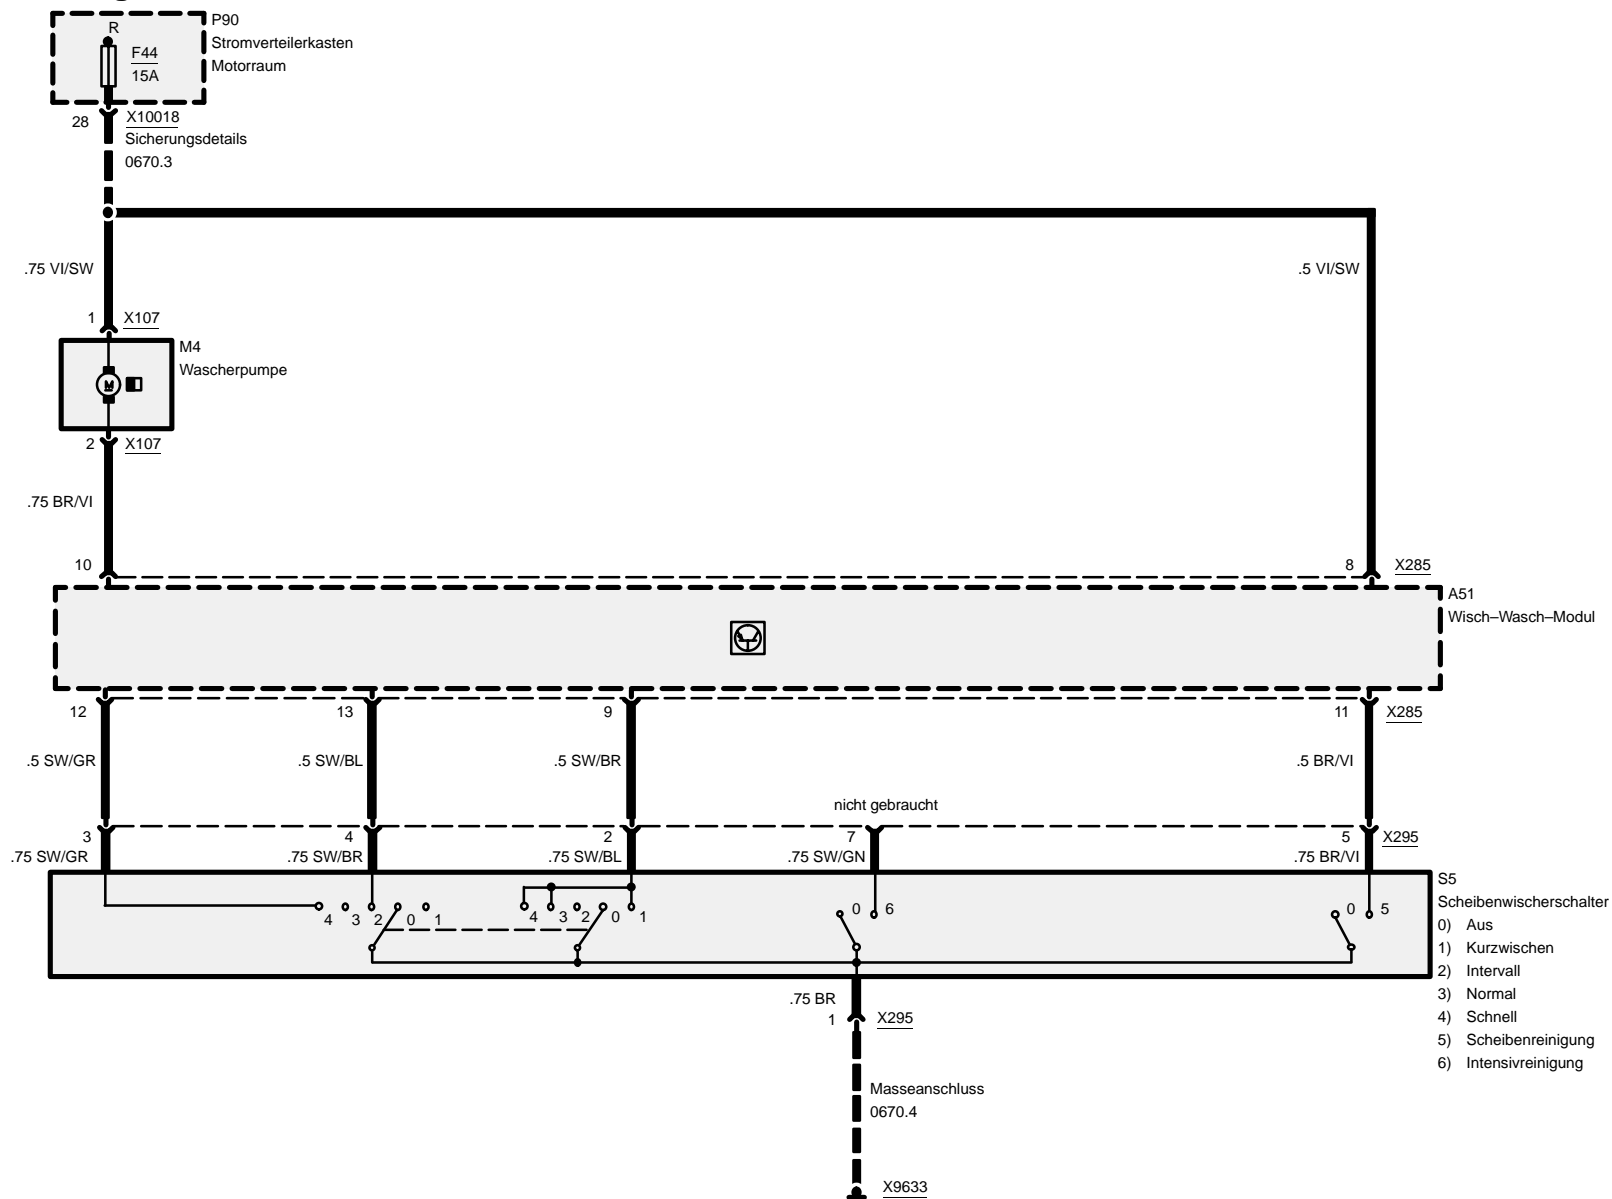 R
F44
15A
P90
Stromverteilerkasten
Motorraum
28
X10018
Sicherungsdetails
0670.3
.75 VI/SW
.5 VI/SW
1
X107
M4
Wascherpumpe
M
2
X107
.75 BR/VI
10
8
X285
A51
Wisch–Wasch–Modul
12
13
9
11
X285
.5 SW/GR
.5 SW/BL
.5 SW/BR
.5 BR/VI
nicht gebraucht
3
4
2
7
5
X295
.75 SW/GR
.75 SW/BR
.75 SW/BL
.75 SW/GN
.75 BR/VI
4 3 2 0 1
4 3 2 0 1
0 6
0 5
S5
Scheibenwischerschalter
0) Aus
1) Kurzwischen
2) Intervall
3) Normal
4) Schnell
5) Scheibenreinigung
6) Intensivreinigung
.75 BR
1
X295
Masseanschluss
0670.4
X9633